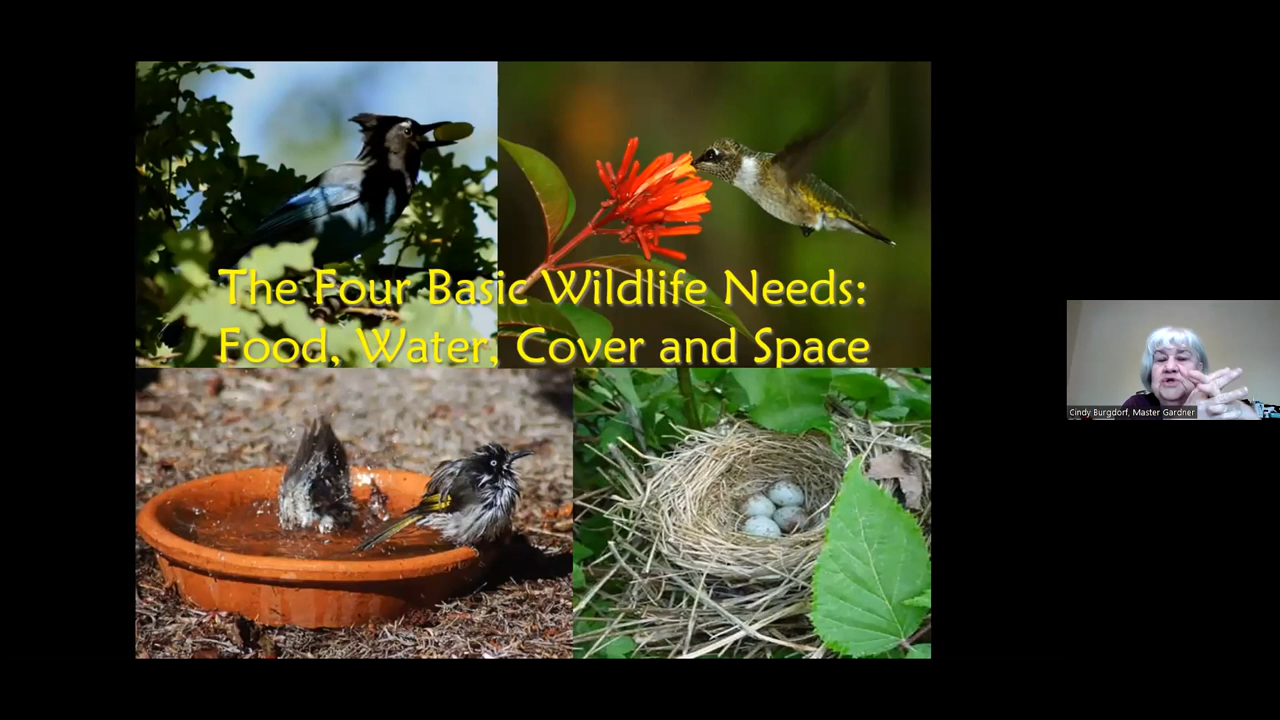 The Four Basic Wildlife Needs:
Food, Water, Cover and Space
Cindy Burgdorf, Master Gardner